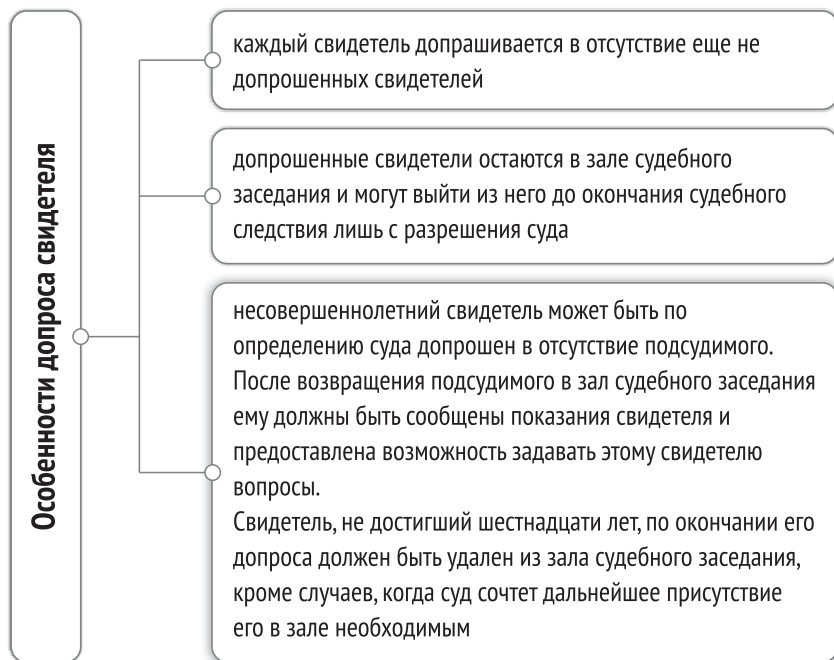 Особенности допроса свидетеля
каждый свидетель допрашивается в отсутствие еще не
допрошенных свидетелей
допрошенные свидетели остаются в зале судебного
заседания и могут выйти из него до окончания судебного
следствия лишь с разрешения суда
несовершеннолетний свидетель может быть по
определению суда допрошен в отсутствие подсудимого.
После возвращения подсудимого в зал судебного заседания
ему должны быть сообщены показания свидетеля и
предоставлена возможность задавать этому свидетелю
вопросы.
Свидетель, не достигший шестнадцати лет, по окончании его
допроса должен быть удален из зала судебного заседания,
кроме случаев, когда суд сочтет дальнейшее присутствие
его в зале необходимым